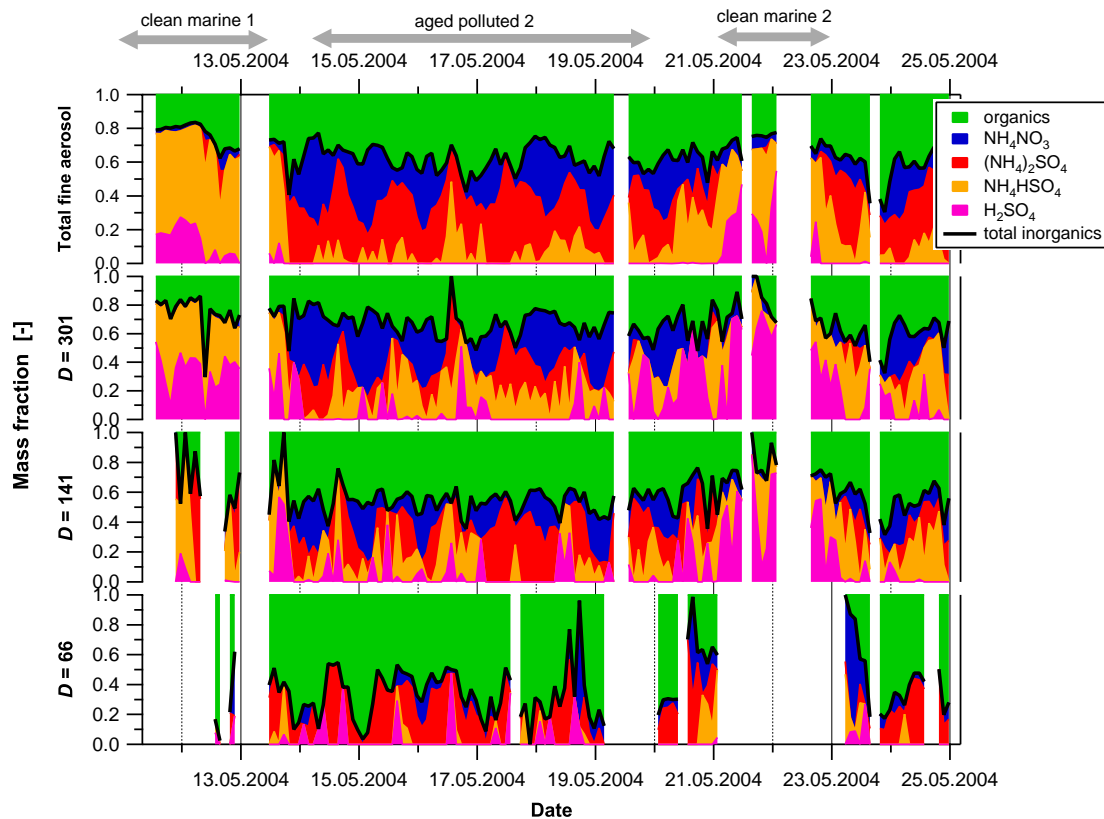 clean marine 1
aged polluted 2
clean marine 2
13.05.2004 15.05.2004 17.05.2004 19.05.2004 21.05.2004 23.05.2004 25.05.2004
Mass fraction [-]
Total fine aerosol
1.0
0.8
0.6
0.4
0.2
0.0
organics
NH₄NO₃
(NH₄)₂SO₄
NH₄HSO₄
H₂SO₄
total inorganics
D = 301
1.0
0.8
0.6
0.4
0.2
0.0
D = 141
1.0
0.8
0.6
0.4
0.2
0.0
D = 66
1.0
0.8
0.6
0.4
0.2
0.0
13.05.2004 15.05.2004 17.05.2004 19.05.2004 21.05.2004 23.05.2004 25.05.2004
Date